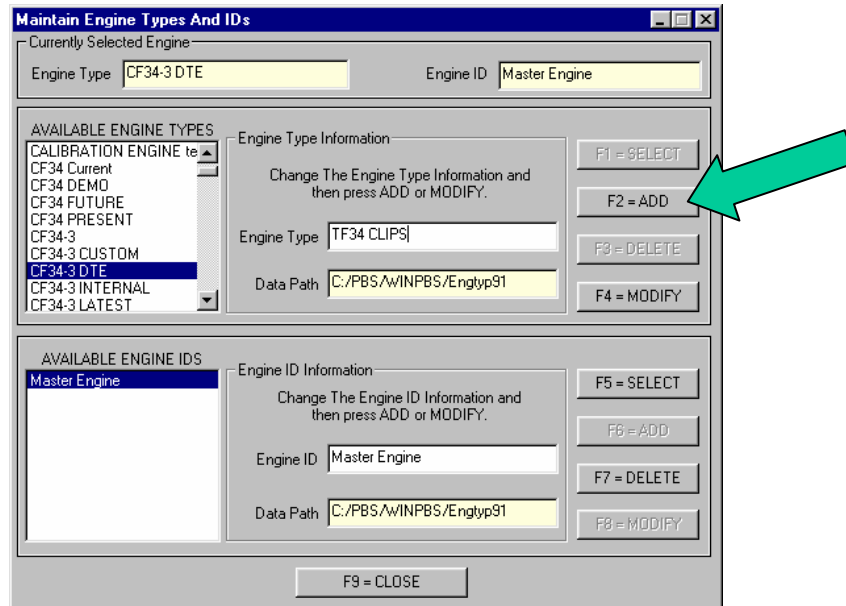 Maintain Engine Types And IDs
Currently Selected Engine
Engine Type CF34-3 DTE Engine ID Master Engine
AVAILABLE ENGINE TYPES
CALIBRATION ENGINE te
CF34 Current
CF34 DEMO
CF34 FUTURE
CF34 PRESENT
CF34-3
CF34-3 CUSTOM
CF34-3 DTE
CF34-3 INTERNAL
CF34-3 LATEST
Engine Type Information
Change The Engine Type Information and
then press ADD or MODIFY.
Engine Type TF34 CLIPS
Data Path C:/PBS/WINPBS/Engtyp91
F1 = SELECT
F2 = ADD
F3 = DELETE
F4 = MODIFY
AVAILABLE ENGINE IDS
Master Engine
Engine ID Information
Change The Engine ID Information and
then press ADD or MODIFY.
Engine ID Master Engine
Data Path C:/PBS/WINPBS/Engtyp91
F5 = SELECT
F6 = ADD
F7 = DELETE
F8 = MODIFY
F9 = CLOSE